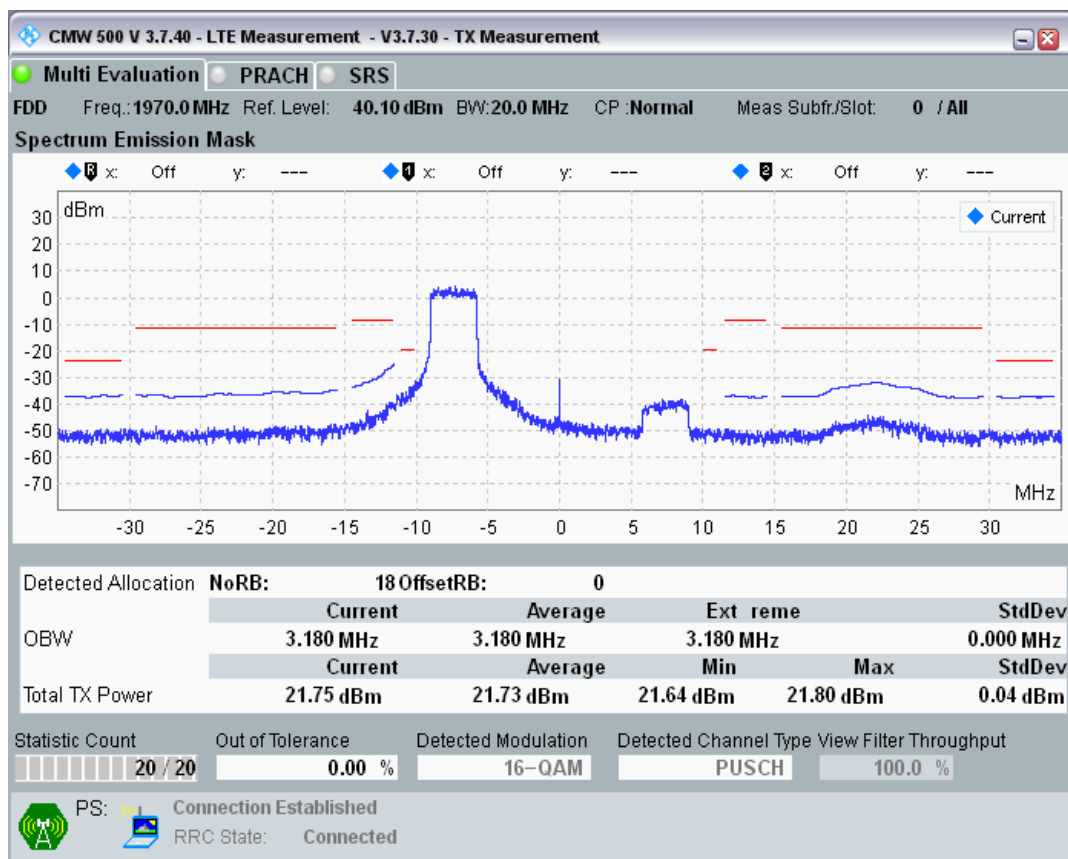 CMW 500 V 3.7.40 - LTE Measurement - V3.7.30 - TX Measurement
Multi Evaluation PRACH SRS
FDD Freq.: 1970.0 MHz Ref. Level: 40.10 dBm BW: 20.0 MHz CP :Normal Meas Subfr./Slot: 0 / All
Spectrum Emission Mask
R x: Off y: --- 1 x: Off y: --- 2 x: Off y: ---
dBm
Current
30
20
10
0
-10
-20
-30
-40
-50
-60
-70
MHz
-30 -25 -20 -15 -10 -5 0 5 10 15 20 25 30
Detected Allocation NoRB: 18 OffsetRB: 0
Current Average Ext reme StdDev
OBW 3.180 MHz 3.180 MHz 3.180 MHz 0.000 MHz
Current Average Min Max StdDev
Total TX Power 21.75 dBm 21.73 dBm 21.64 dBm 21.80 dBm 0.04 dBm
Statistic Count Out of Tolerance Detected Modulation Detected Channel Type View Filter Throughput
20 / 20 0.00 % 16-QAM PUSCH 100.0 %
PS: Connection Established
RRC State: Connected